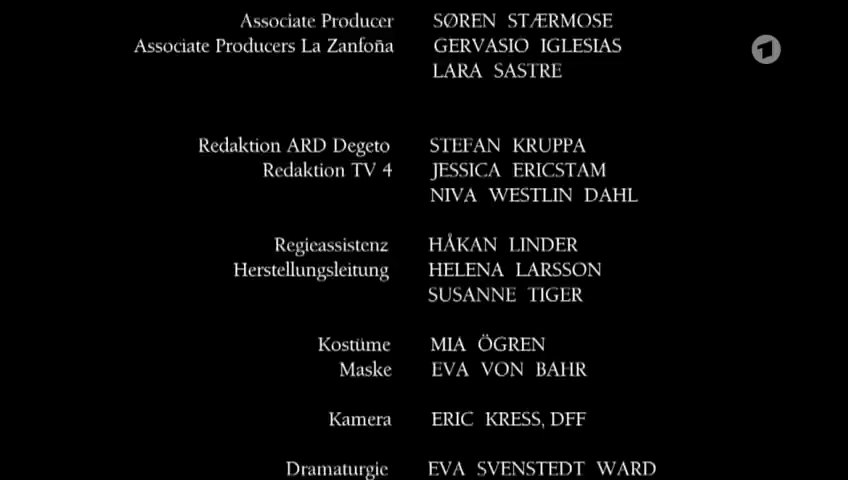 Associate Producer SØREN STÆRMOSE
Associate Producers La Zanfoña GERVASIO IGLESIAS
LARA SASTRE
Redaktion ARD Degeto STEFAN KRUPPA
Redaktion TV 4 JESSICA ERICSTAM
NIVA WESTLIN DAHL
Regieassistenz HÅKAN LINDER
Herstellungsleitung HELENA LARSSON
SUSANNE TIGER
Kostüme MIA ÖGREN
Maske EVA VON BAHR
Kamera ERIC KRESS, DFF
Dramaturgie EVA SVENSTEDT WARD
1